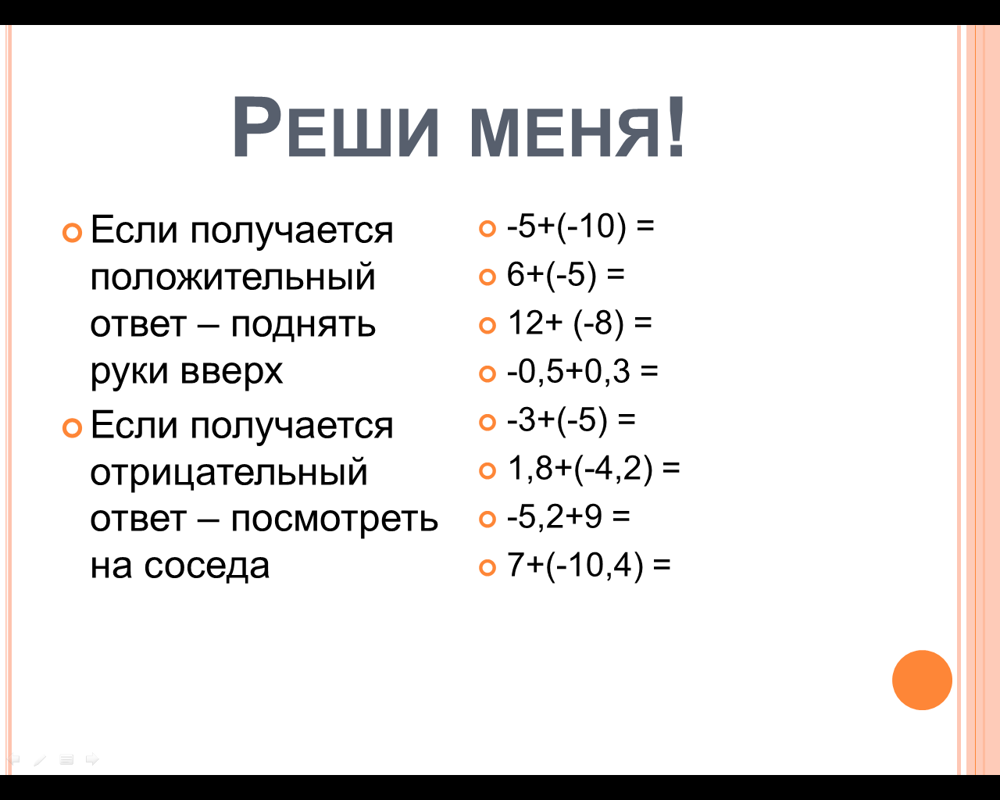 Реши меня!
Если получается
положительный
ответ – поднять
руки вверх
Если получается
отрицательный
ответ – посмотреть
на соседа
-5+(-10) =
6+(-5) =
12+ (-8) =
-0,5+0,3 =
-3+(-5) =
1,8+(-4,2) =
-5,2+9 =
7+(-10,4) =